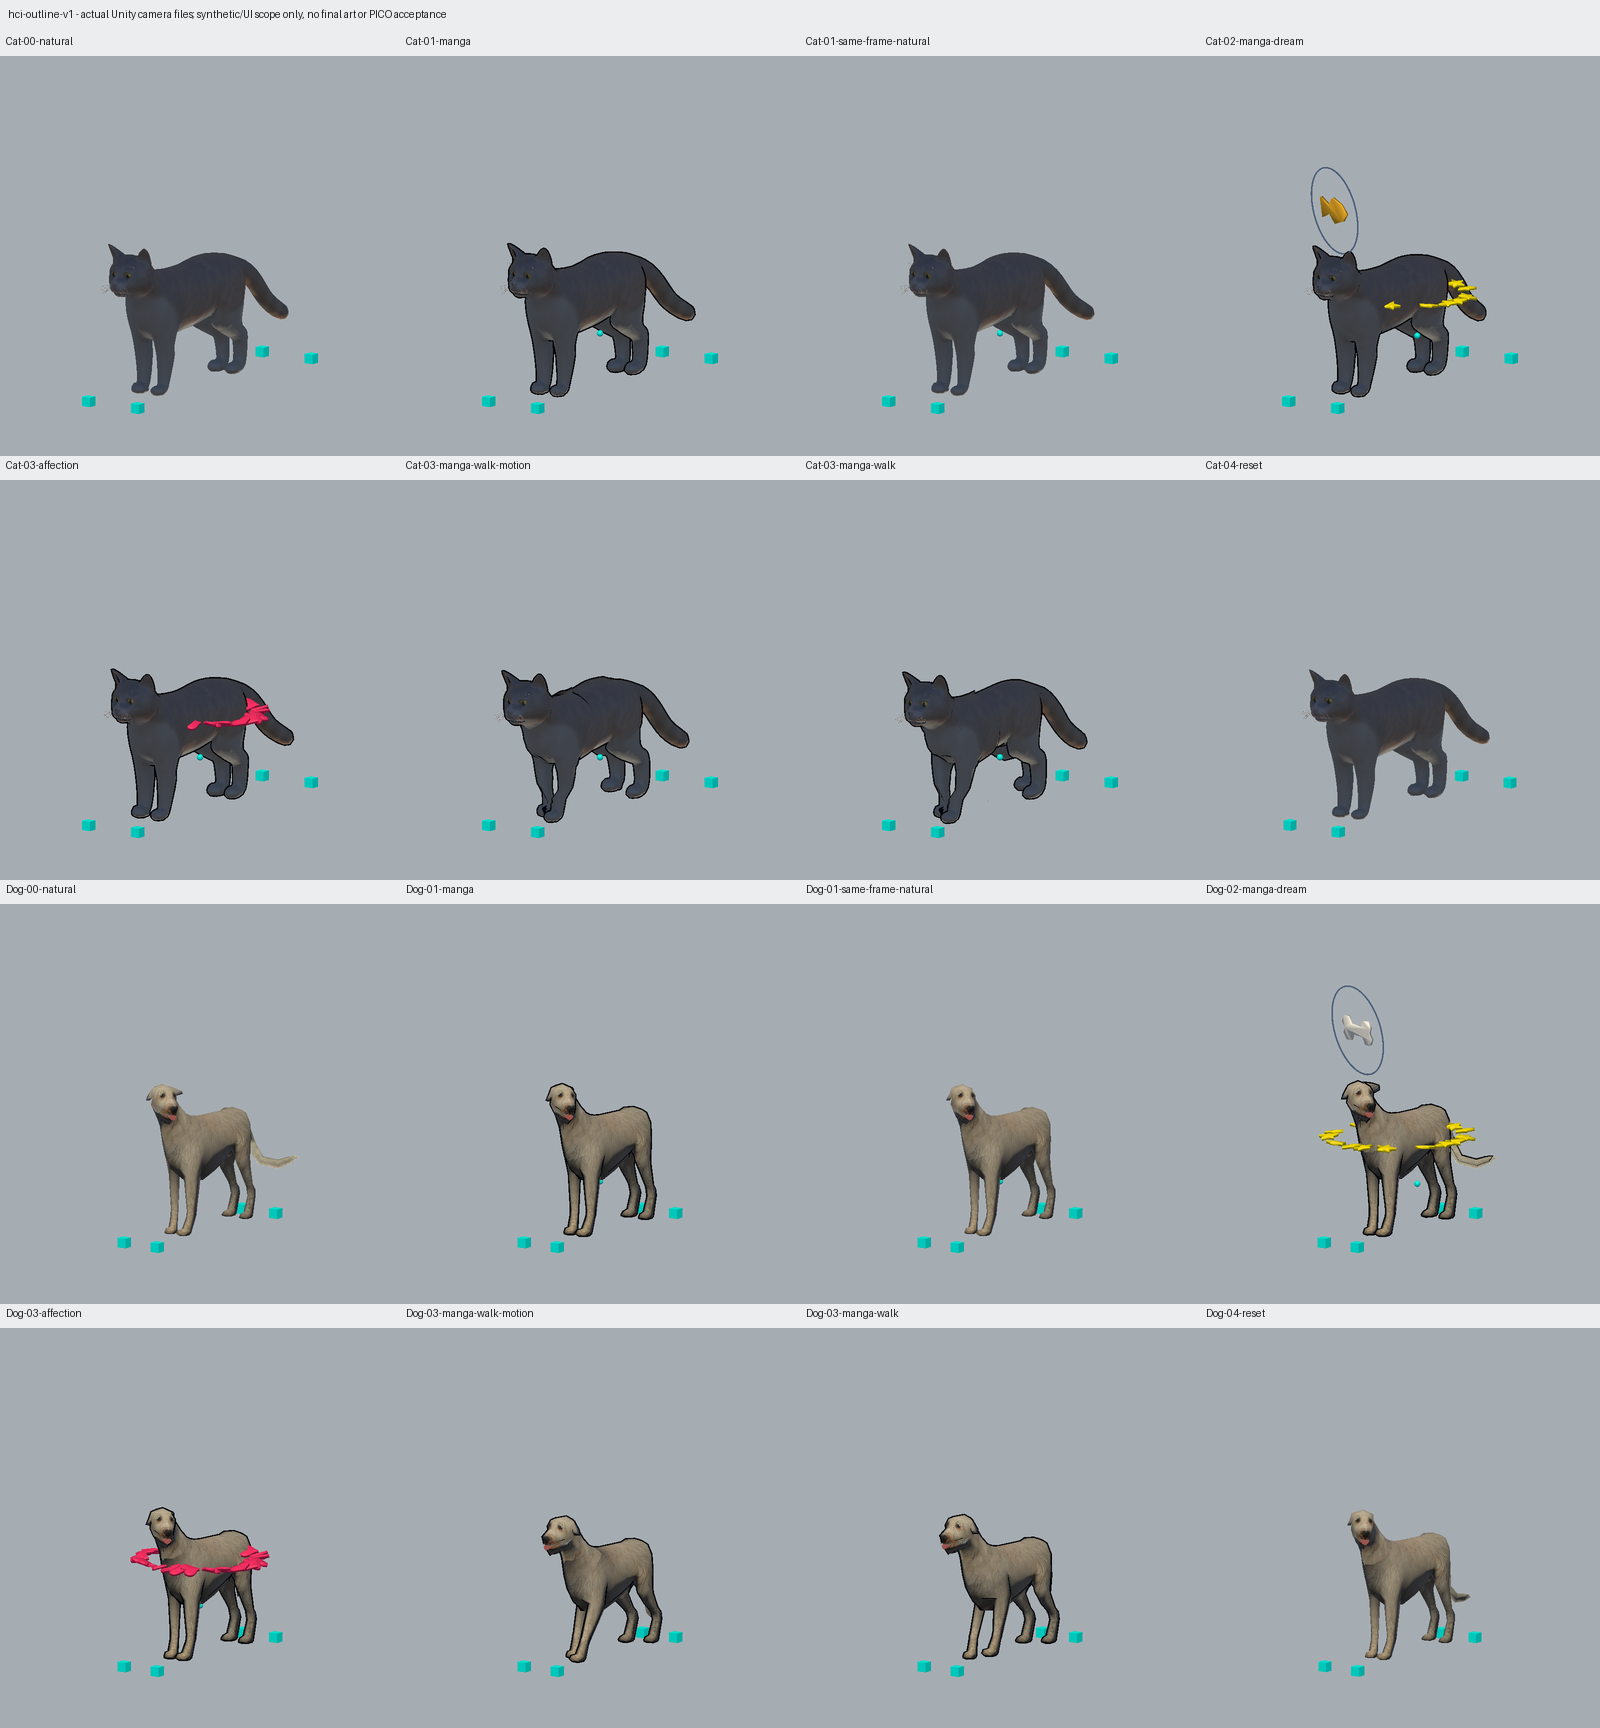 hci-outline-v1 - actual Unity camera files; synthetic/UI scope only, no final art or PICO acceptance
Cat-00-natural
Cat-01-manga
Cat-01-same-frame-natural
Cat-02-manga-dream
Cat-03-affection
Cat-03-manga-walk-motion
Cat-03-manga-walk
Cat-04-reset
Dog-00-natural
Dog-01-manga
Dog-01-same-frame-natural
Dog-02-manga-dream
Dog-03-affection
Dog-03-manga-walk-motion
Dog-03-manga-walk
Dog-04-reset